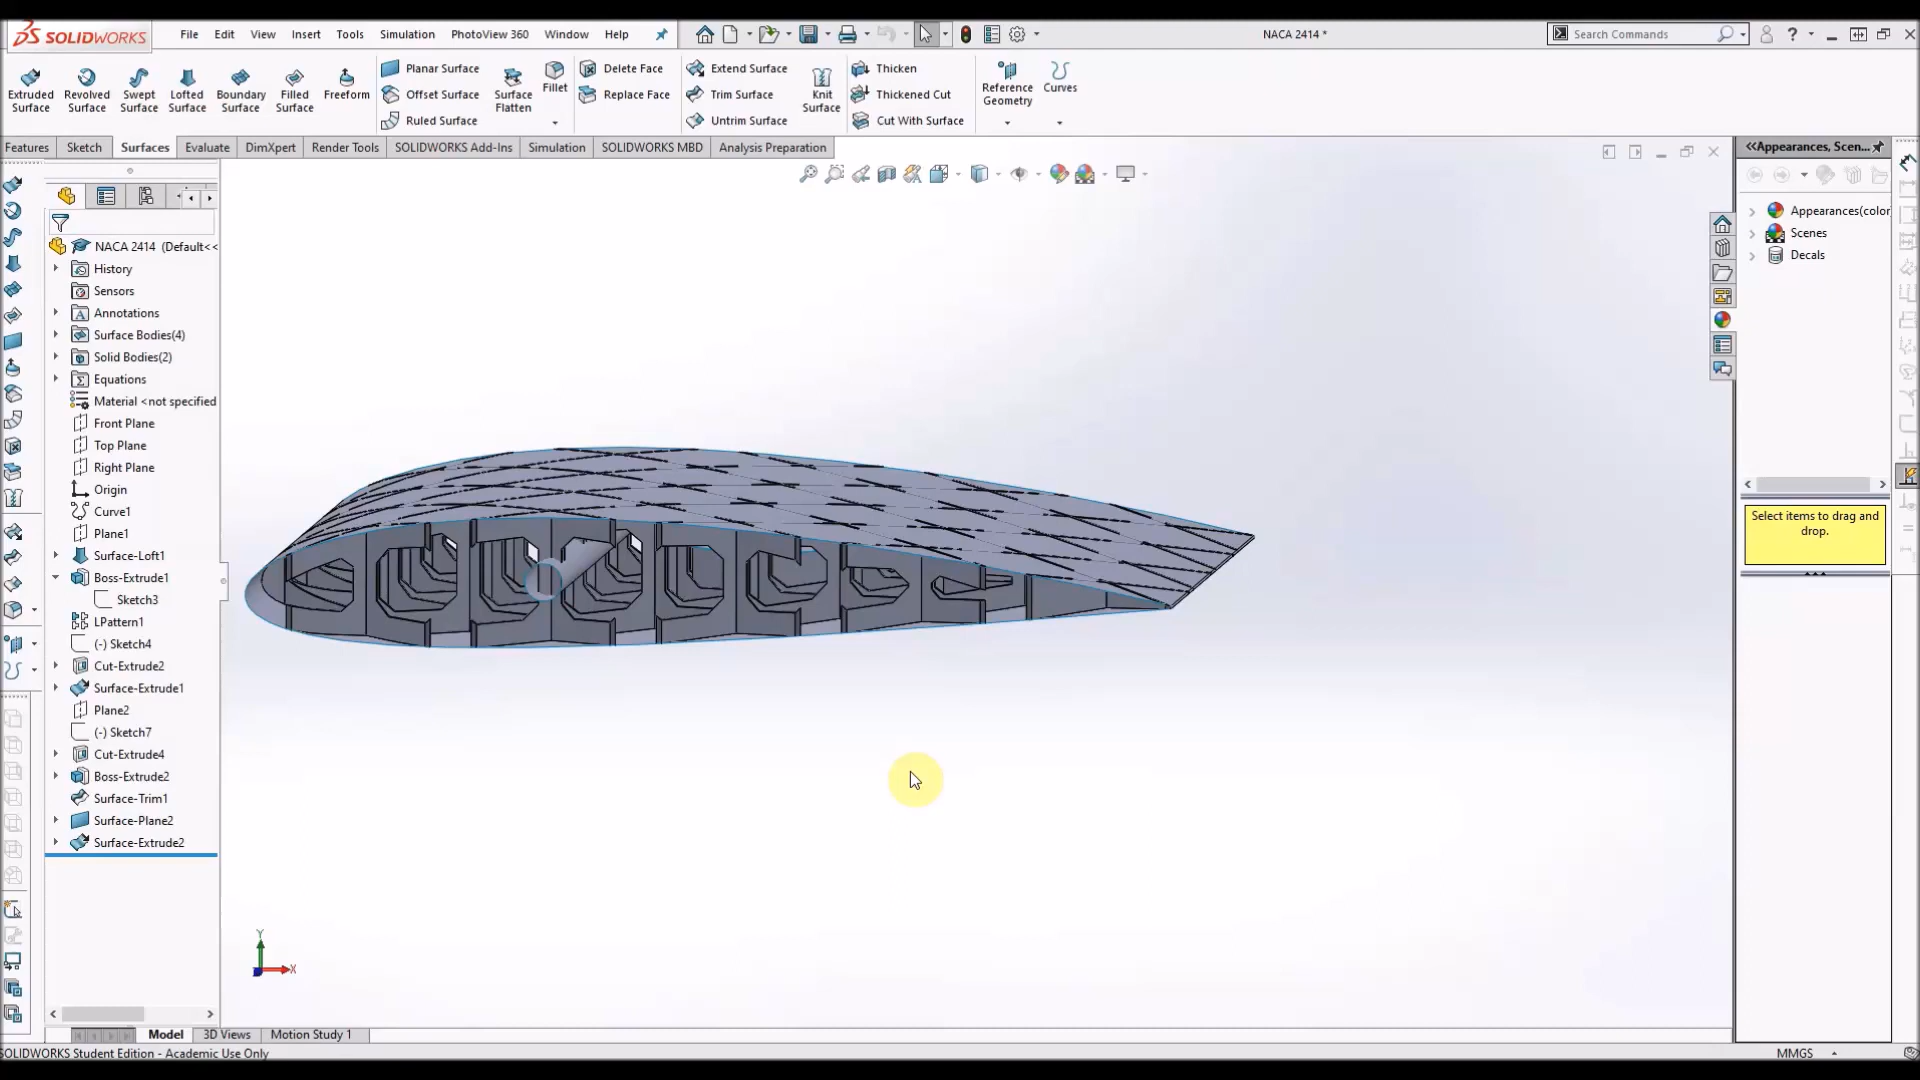 SOLIDWORKS
File Edit View Insert Tools Simulation PhotoView 360 Window Help
NACA 2414 *
Search Commands
Extruded Surface
Revolved Surface
Swept Surface
Lofted Surface
Boundary Surface
Filled Surface
Freeform
Planar Surface
Offset Surface
Ruled Surface
Surface Flatten
Fillet
Delete Face
Replace Face
Extend Surface
Trim Surface
Untrim Surface
Knit Surface
Thicken
Thickened Cut
Cut With Surface
Reference Geometry
Curves
Features Sketch Surfaces Evaluate DimXpert Render Tools SOLIDWORKS Add-Ins Simulation SOLIDWORKS MBD Analysis Preparation
NACA 2414 (Default<<
History
Sensors
Annotations
Surface Bodies(4)
Solid Bodies(2)
Equations
Material <not specified
Front Plane
Top Plane
Right Plane
Origin
Curve1
Plane1
Surface-Loft1
Boss-Extrude1
Sketch3
LPattern1
(-) Sketch4
Cut-Extrude2
Surface-Extrude1
Plane2
(-) Sketch7
Cut-Extrude4
Boss-Extrude2
Surface-Trim1
Surface-Plane2
Surface-Extrude2
Y
X
<<Appearances, Scen...
Appearances(color
Scenes
Decals
Select items to drag and
drop.
Model 3D Views Motion Study 1
SOLIDWORKS Student Edition - Academic Use Only
MMGS